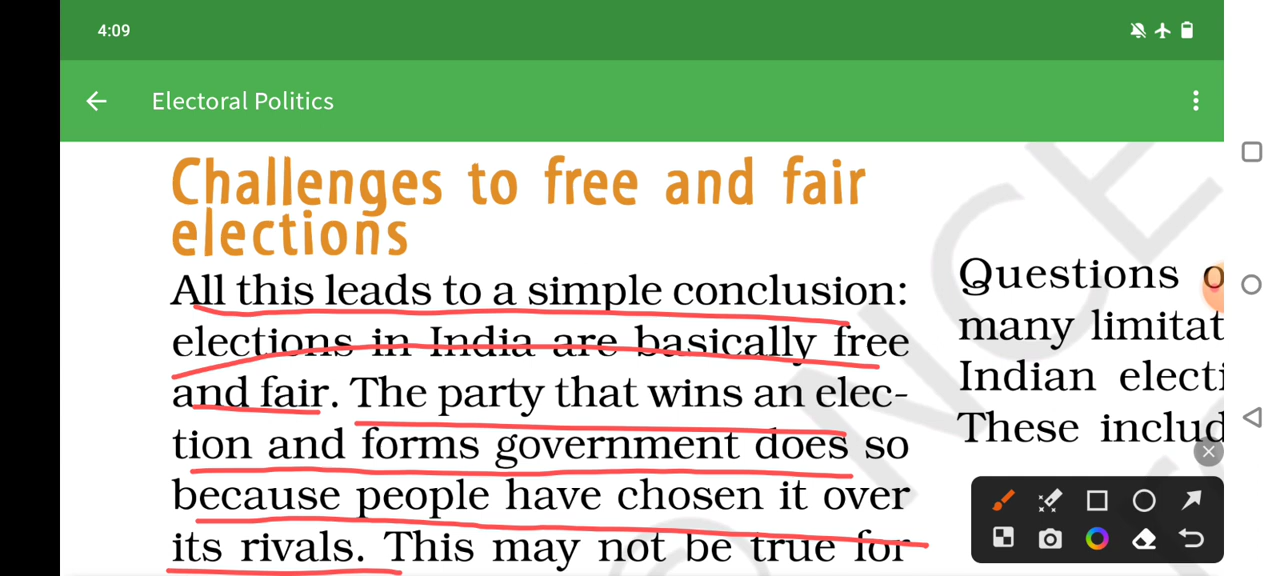 4:09
Electoral Politics
Challenges to free and fair
elections
All this leads to a simple conclusion:
elections in India are basically free
and fair. The party that wins an elec-
tion and forms government does so
because people have chosen it over
its rivals. This may not be true for
Questions
many limitat
Indian electi
These includ